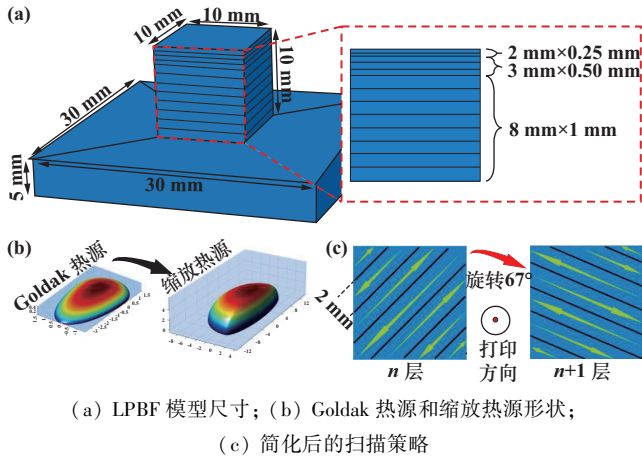 (a)
10 mm
10 mm
10 mm
30 mm
30 mm
5 mm
2 mm×0.25 mm
3 mm×0.50 mm
8 mm×1 mm
(b)
Goldak 热源
缩放热源
(c)
2 mm
旋转67°
打印
方向
n 层
n+1 层
(a) LPBF 模型尺寸；(b) Goldak 热源和缩放热源形状；
(c) 简化后的扫描策略